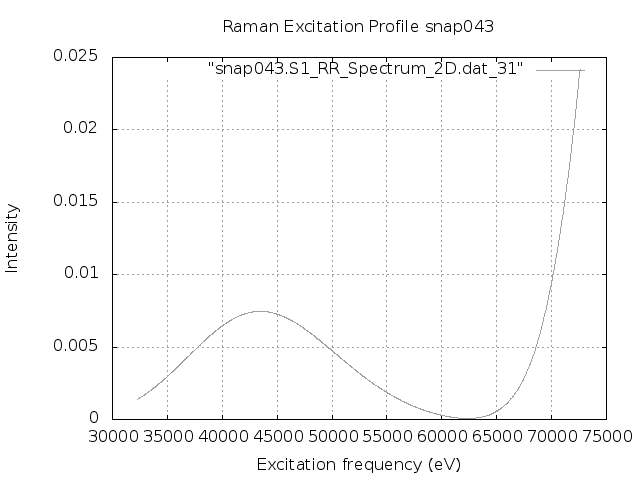 Raman Excitation Profile snap043
"snap043.S1_RR_Spectrum_2D.dat_31"
0.025
0.02
0.015
0.01
0.005
0
Intensity
30000 35000 40000 45000 50000 55000 60000 65000 70000 75000
Excitation frequency (eV)